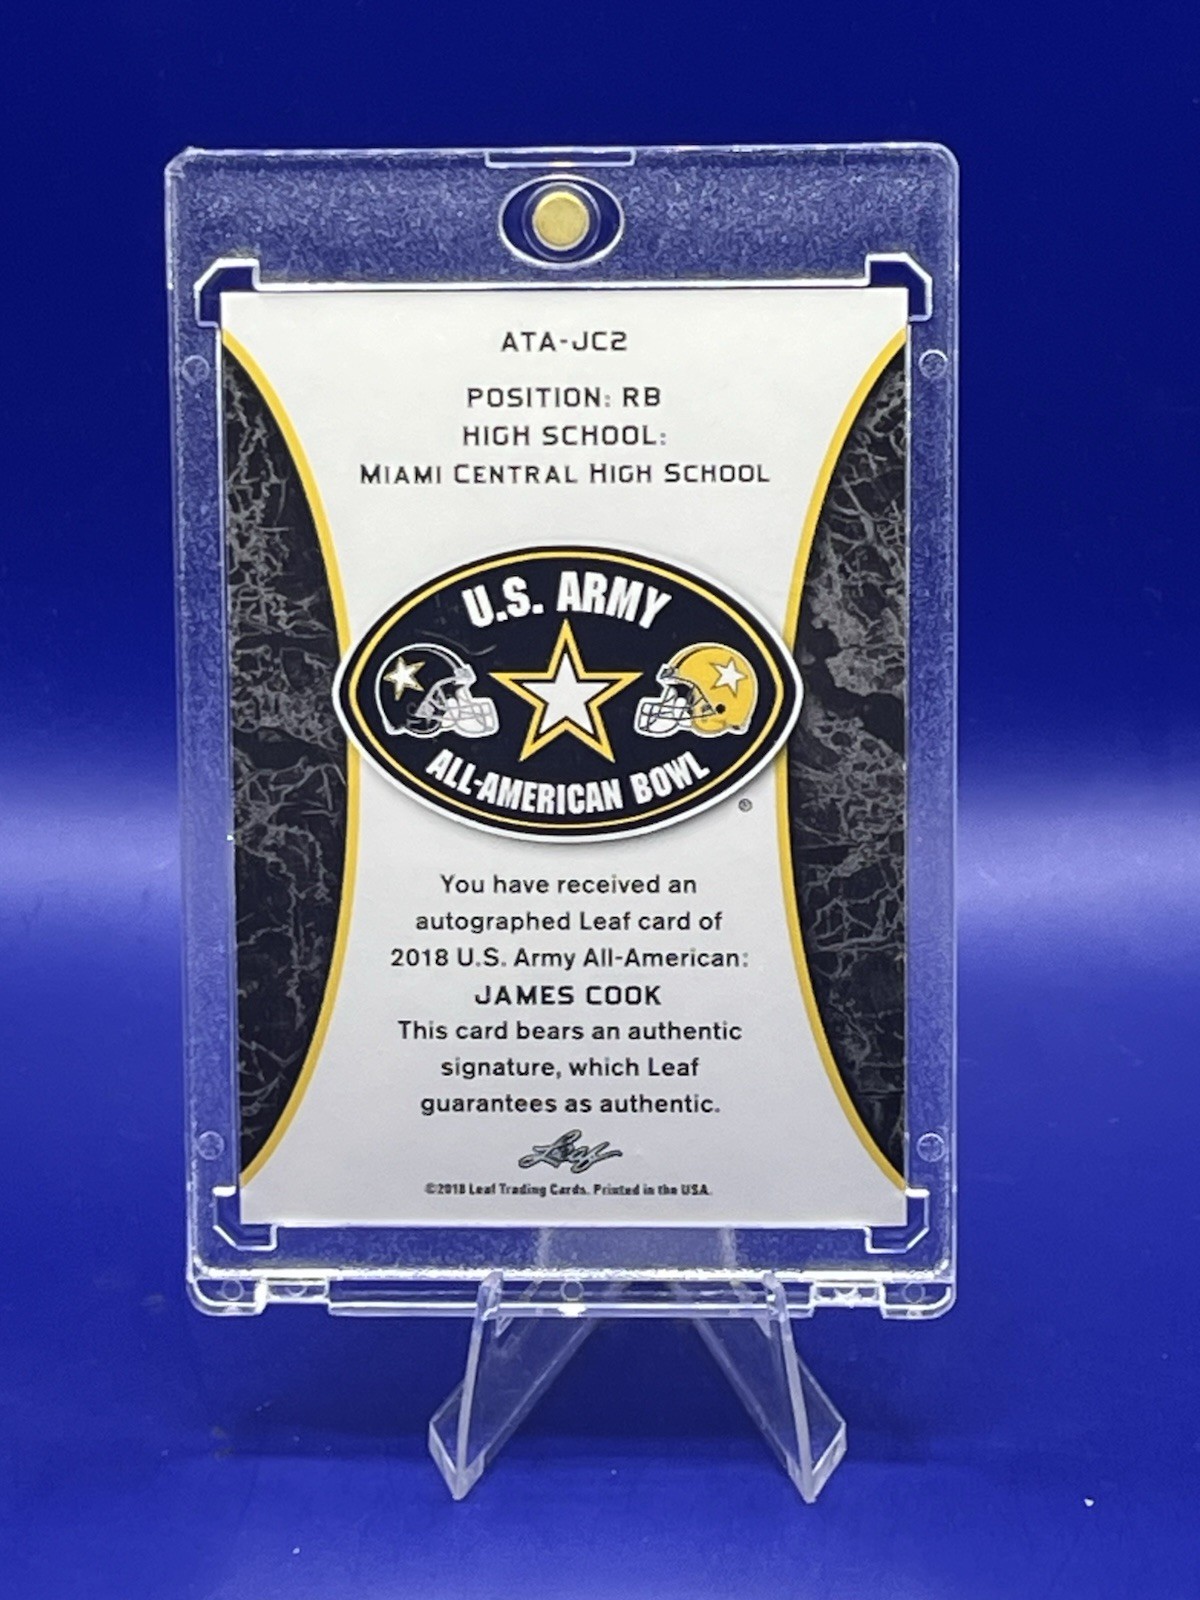 ATA-JC2
POSITION: RB
HIGH SCHOOL:
MIAMI CENTRAL HIGH SCHOOL
U.S. ARMY
ALL-AMERICAN BOWL
®
You have received an
autographed Leaf card of
2018 U.S. Army All-American:
JAMES COOK
This card bears an authentic
signature, which Leaf
guarantees as authentic.
Leaf
©2018 Leaf Trading Cards. Printed in the USA.